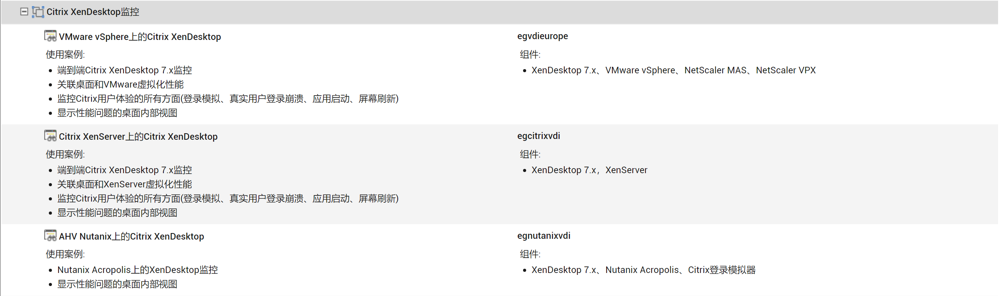 Citrix XenDesktop监控
VMware vSphere上的Citrix XenDesktop
egvdieurope
使用案例:
组件:
• 端到端Citrix XenDesktop 7.x监控
• XenDesktop 7.x、VMware vSphere、NetScaler MAS、NetScaler VPX
• 关联桌面和VMware虚拟化性能
• 监控Citrix用户体验的所有方面(登录模拟、真实用户登录崩溃、应用启动、屏幕刷新)
• 显示性能问题的桌面内部视图
Citrix XenServer上的Citrix XenDesktop
egcitrixvdi
使用案例:
组件:
• 端到端Citrix XenDesktop 7.x监控
• XenDesktop 7.x，XenServer
• 关联桌面和XenServer虚拟化性能
• 监控Citrix用户体验的所有方面(登录模拟、真实用户登录崩溃、应用启动、屏幕刷新)
• 显示性能问题的桌面内部视图
AHV Nutanix上的Citrix XenDesktop
egnutanixvdi
使用案例:
组件:
• Nutanix Acropolis上的XenDesktop监控
• XenDesktop 7.x、Nutanix Acropolis、Citrix登录模拟器
• 显示性能问题的桌面内部视图